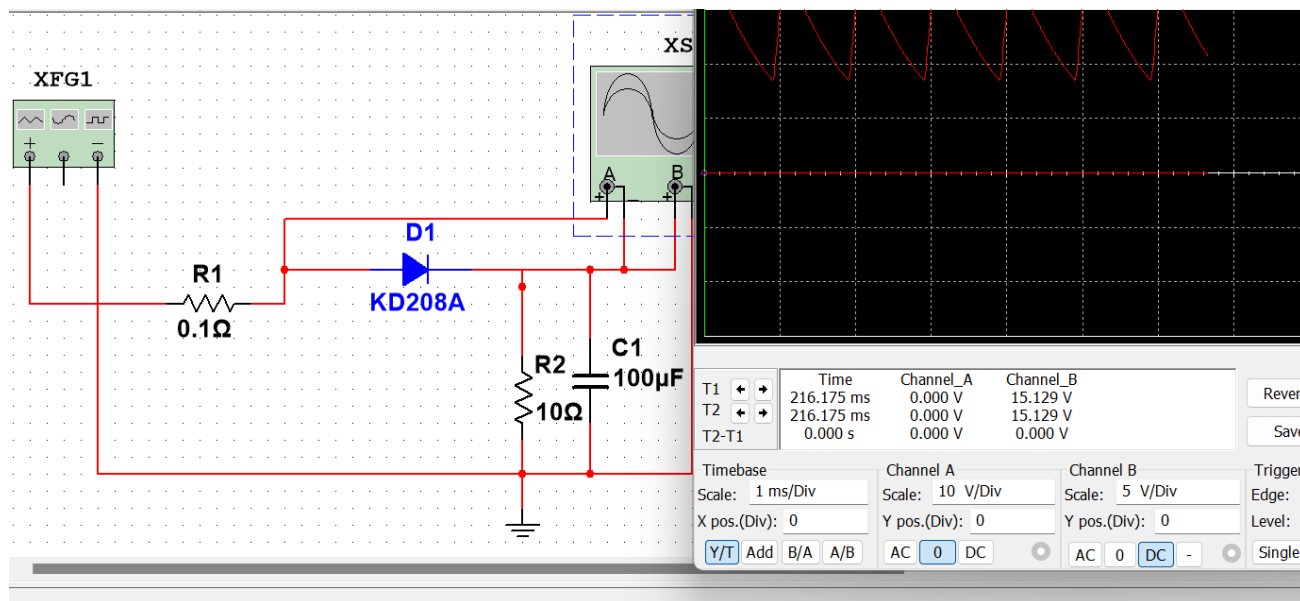 XFG1
+
−
R1
0.1Ω
D1
KD208A
R2
10Ω
C1
100µF
XS
A
B
+
−
+
T1
T2
T2-T1
Time Channel_A Channel_B
216.175 ms 0.000 V 15.129 V
216.175 ms 0.000 V 15.129 V
0.000 s 0.000 V 0.000 V
Rever
Save
Timebase
Scale: 1 ms/Div
X pos.(Div): 0
Y/T Add B/A A/B
Channel A
Scale: 10 V/Div
Y pos.(Div): 0
AC 0 DC
Channel B
Scale: 5 V/Div
Y pos.(Div): 0
AC 0 DC -
Trigger
Edge:
Level:
Single